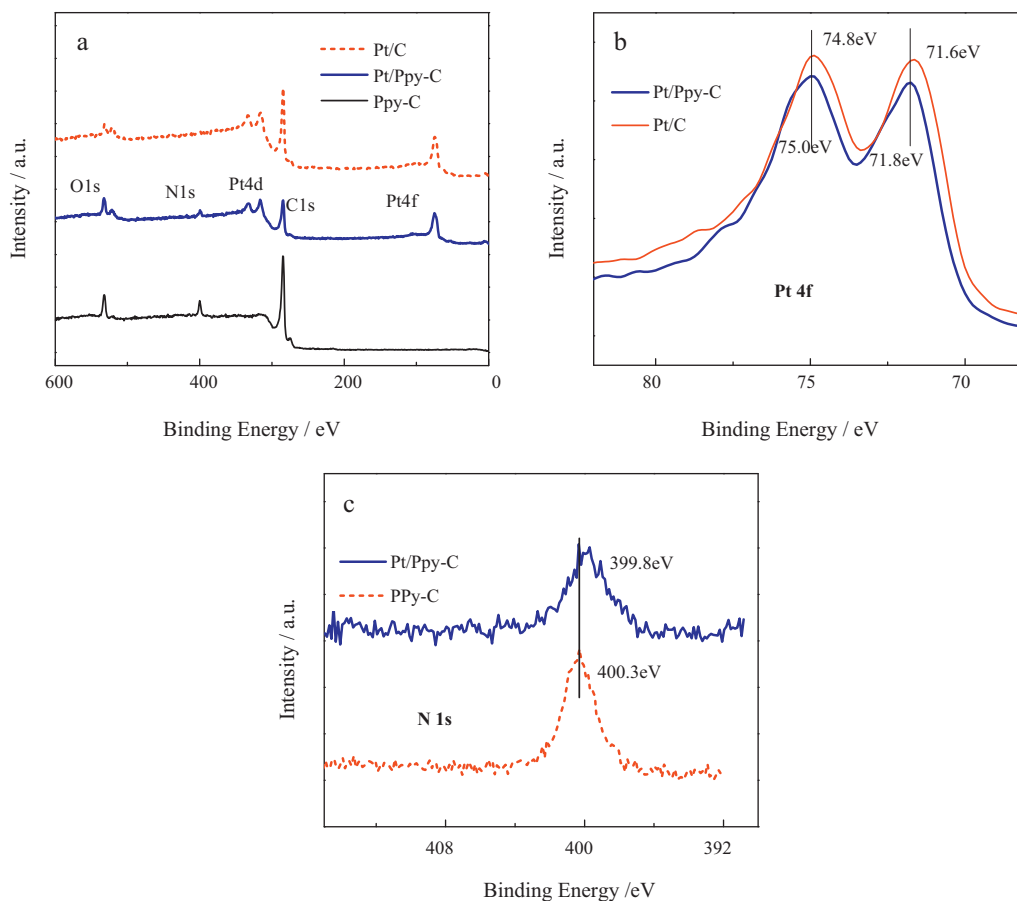 a
Pt/C
Pt/Ppy-C
Ppy-C
O1s
N1s
Pt4d
C1s
Pt4f
Intensity / a.u.
600
400
200
0
Binding Energy / eV
b
74.8eV
71.6eV
Pt/Ppy-C
Pt/C
75.0eV
71.8eV
Pt 4f
Intensity / a.u.
80
75
70
Binding Energy / eV
c
Pt/Ppy-C
PPy-C
399.8eV
400.3eV
N 1s
Intensity / a.u.
408
400
392
Binding Energy /eV